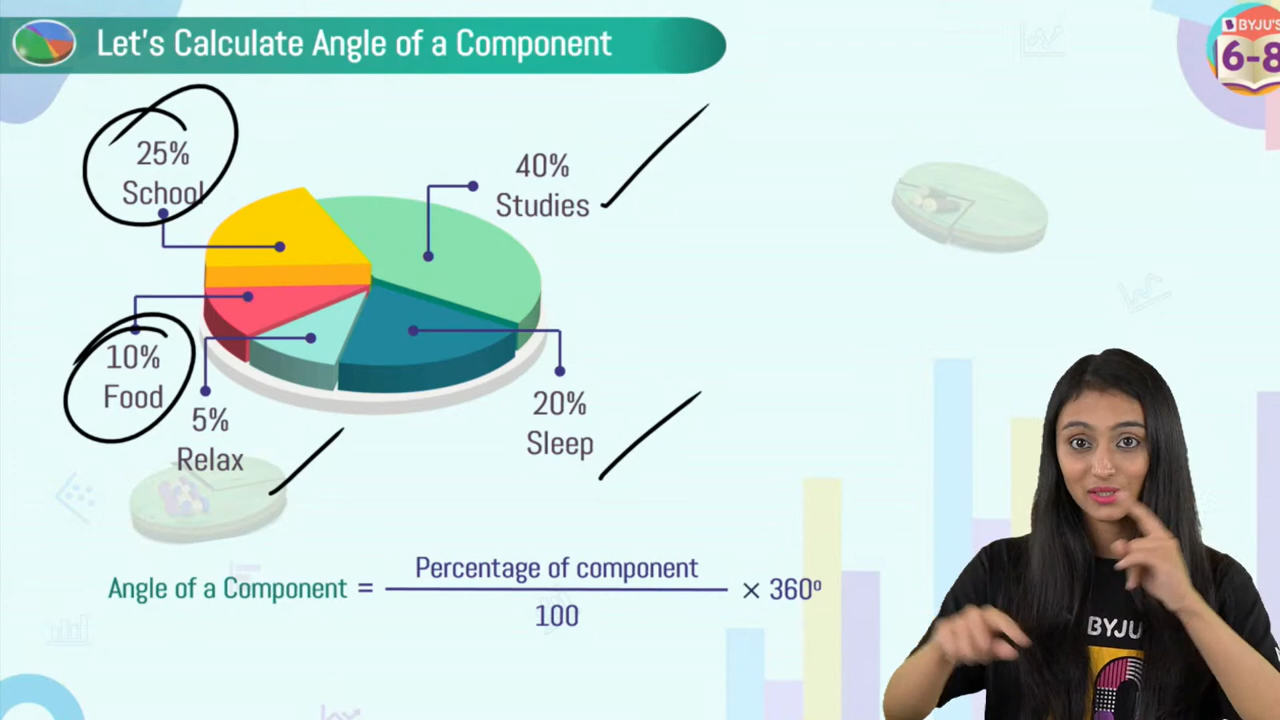 Let's Calculate Angle of a Component
BYJU'S
6-8
25%
School
40%
Studies
10%
Food
5%
Relax
20%
Sleep
Angle of a Component = Percentage of component
100
× 360º
BYJU